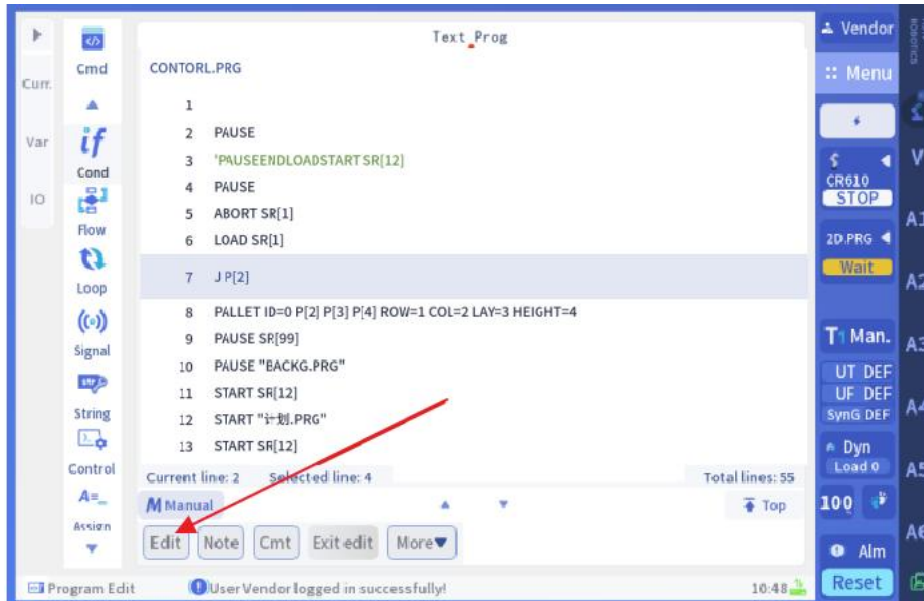 Text_Prog
Vendor
Cmd
CONTORL.PRG
Menu
Curr.
1
Var
if
2 PAUSE
3 'PAUSEENDLOADSTART SR[12]
Cond
4 PAUSE
CR610
STOP
IO
5 ABORT SR[1]
Flow
6 LOAD SR[1]
2D.PRG
Wait
7 J P[2]
Loop
8 PALLET ID=0 P[2] P[3] P[4] ROW=1 COL=2 LAY=3 HEIGHT=4
Signal
9 PAUSE SR[99]
T1 Man.
10 PAUSE "BACKG.PRG"
UT DEF
11 START SR[12]
UF DEF
String
12 START "计划.PRG"
SynG DEF
13 START SR[12]
Dyn
Control
Load 0
Current line: 2 Selected line: 4 Total lines: 55
A=_
M Manual
Top
100
Assign
Edit Note Cmt Exit edit More
Alm
Program Edit
User Vendor logged in successfully!
10:48
Reset
A1
A2
A3
A4
A5
A6